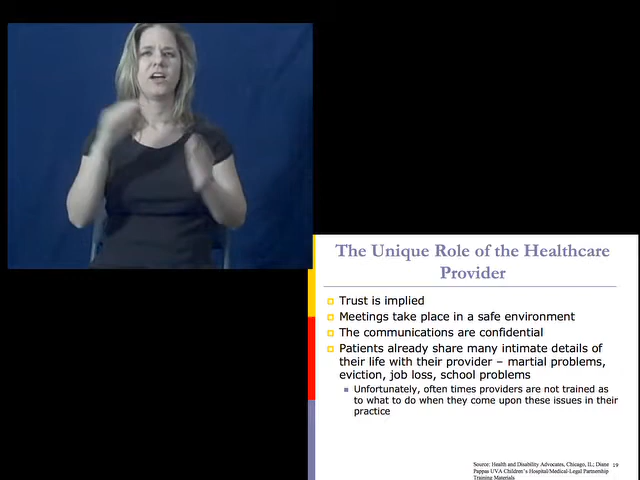 The Unique Role of the Healthcare
Provider
Trust is implied
Meetings take place in a safe environment
The communications are confidential
Patients already share many intimate details of
their life with their provider – martial problems,
eviction, job loss, school problems
Unfortunately, often times providers are not trained as
to what to do when they come upon these issues in their
practice
Source: Health and Disability Advocates, Chicago, IL; Diane
Pappas UVA Children's Hospital/Medical-Legal Partnership
Training Materials
19